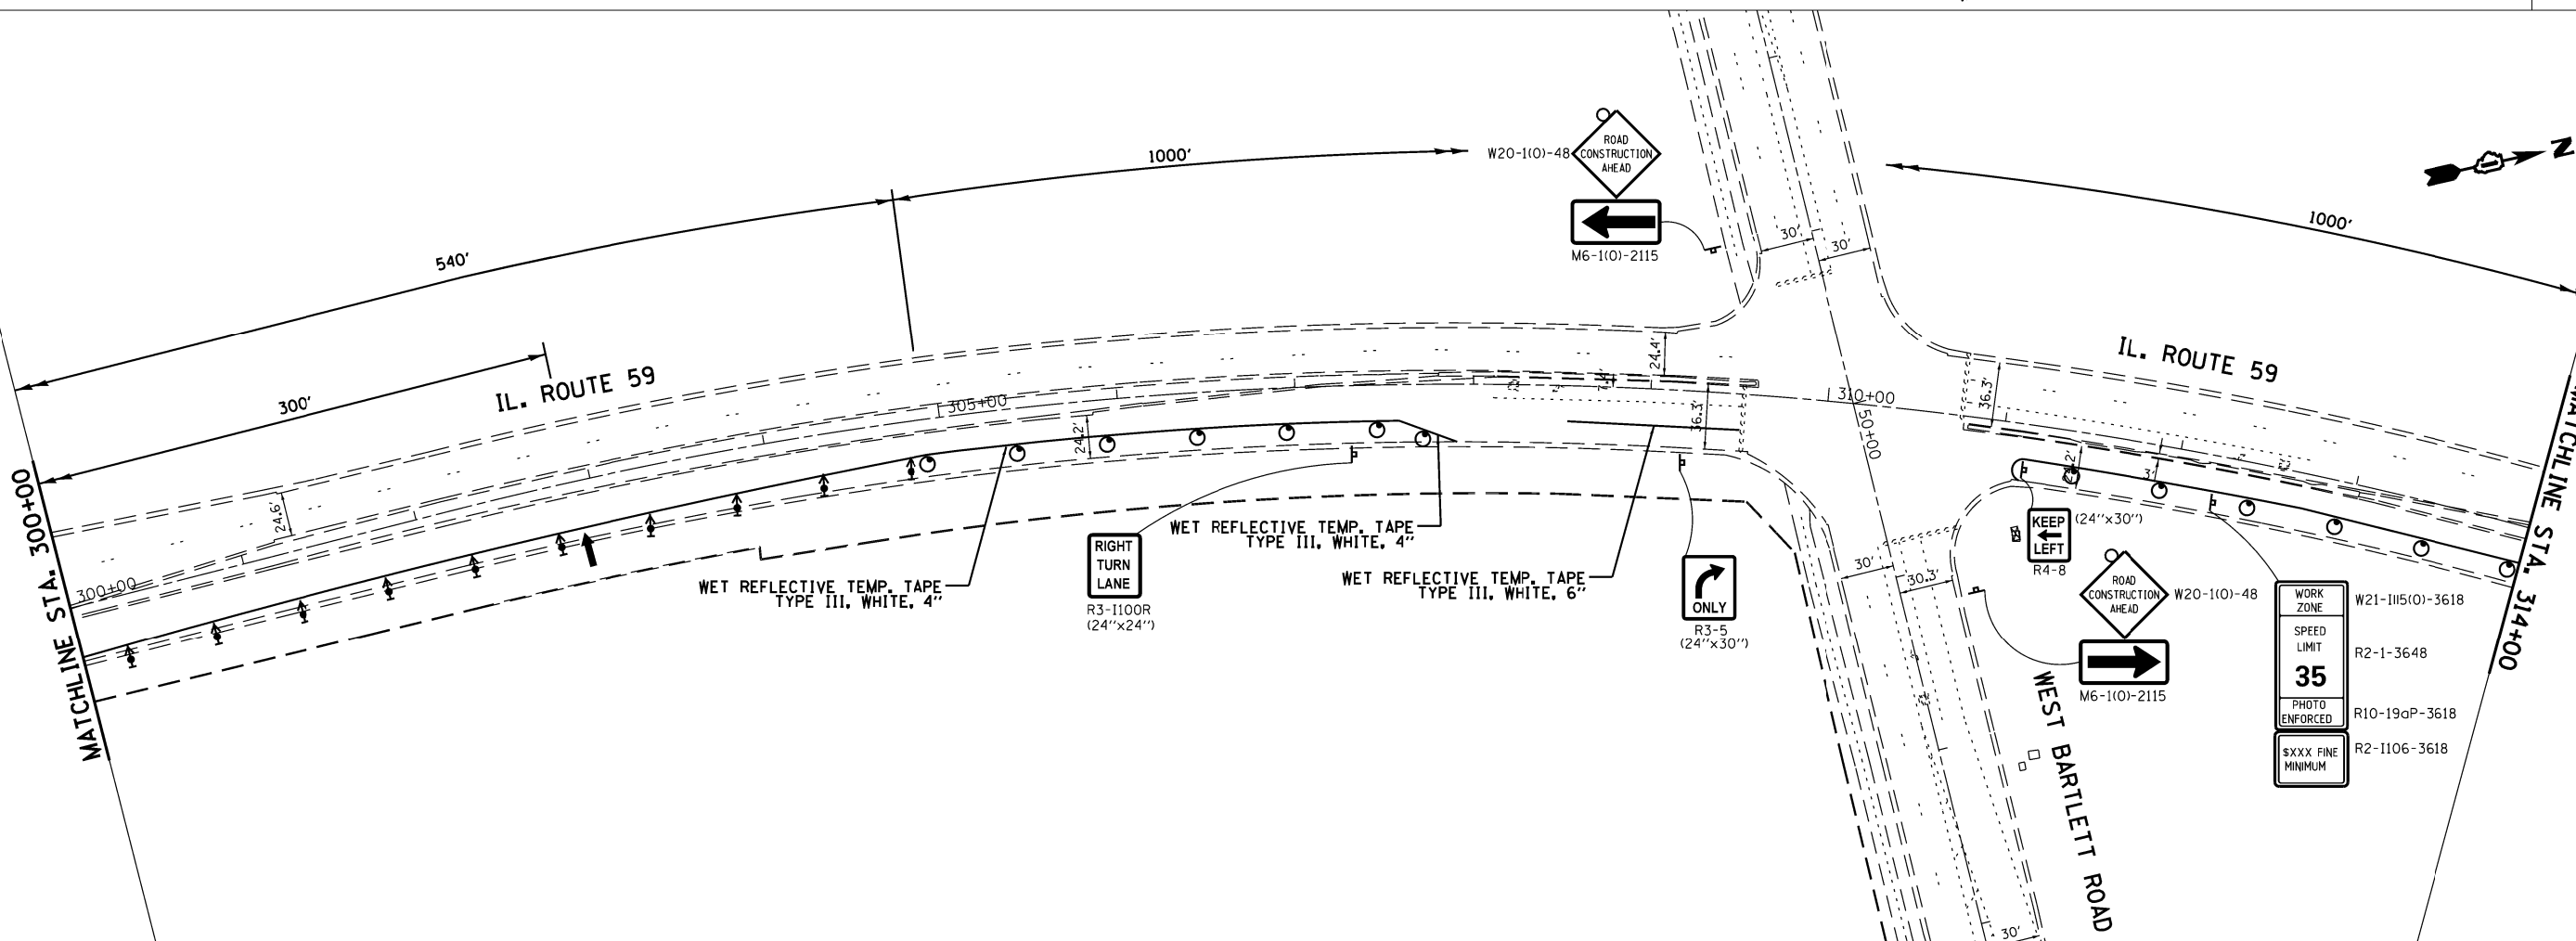 1000'
W20-1(O)-48
ROAD
CONSTRUCTION
AHEAD
M6-1(O)-2115
30'
30'
N
1000'
540'
300'
IL. ROUTE 59
24.6'
300+00
MATCHLINE STA. 300+00
305+00
24.2'
24.4'
36.3'
310+00
50+00
36.3'
IL. ROUTE 59
3'
WET REFLECTIVE TEMP. TAPE
TYPE III, WHITE, 4"
RIGHT
TURN
LANE
R3-I100R
(24"x24")
WET REFLECTIVE TEMP. TAPE
TYPE III, WHITE, 4"
WET REFLECTIVE TEMP. TAPE
TYPE III, WHITE, 6"
ONLY
R3-5
(24"x30")
30'
30.3'
KEEP
LEFT
(24"x30")
R4-8
ROAD
CONSTRUCTION
AHEAD
W20-1(O)-48
M6-1(O)-2115
WEST BARTLETT ROAD
30'
WORK
ZONE
W21-I115(O)-3618
SPEED
LIMIT
35
R2-1-3648
PHOTO
ENFORCED
R10-19aP-3618
$XXX FINE
MINIMUM
R2-I106-3618
MATCHLINE STA. 314+00